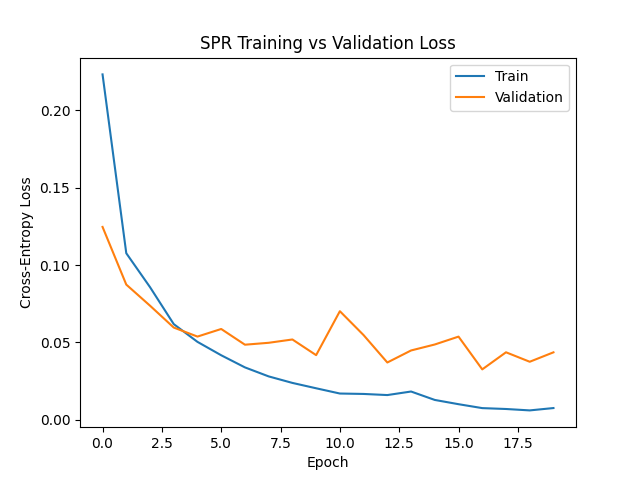 SPR Training vs Validation Loss
Train
Validation
Cross-Entropy Loss
0.20
0.15
0.10
0.05
0.00
0.0 2.5 5.0 7.5 10.0 12.5 15.0 17.5
Epoch